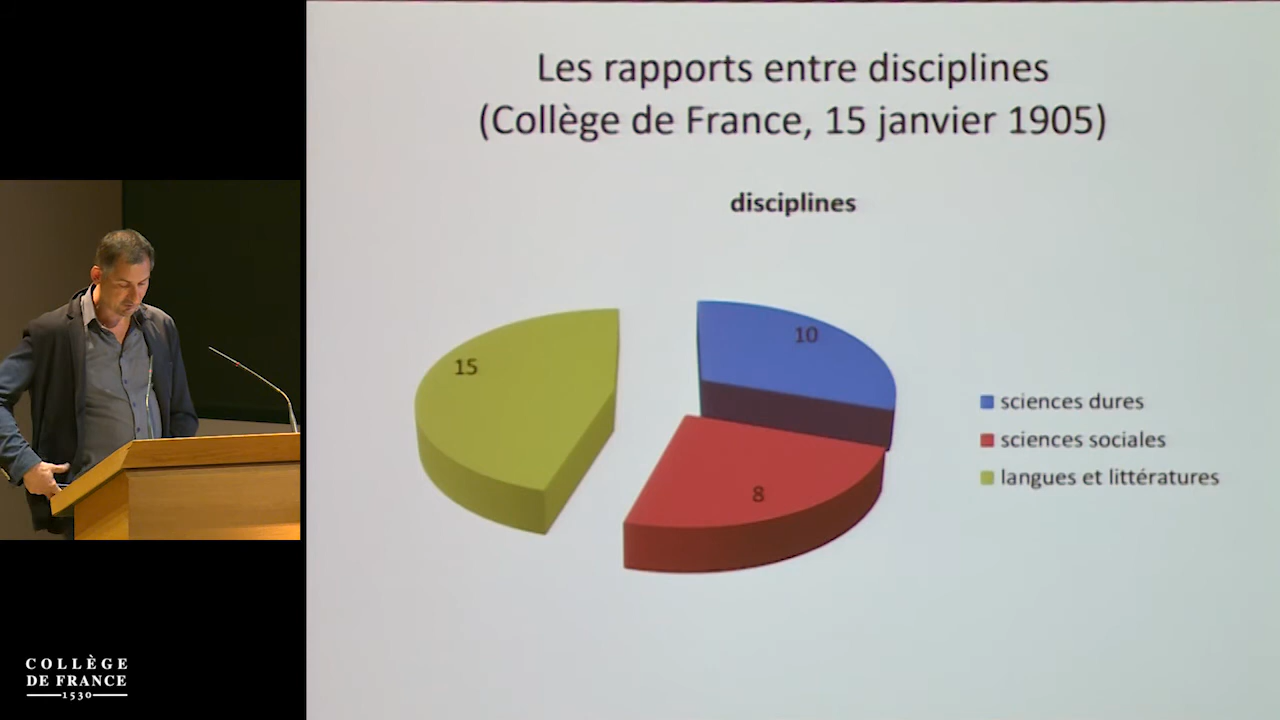 Les rapports entre disciplines
(Collège de France, 15 janvier 1905)
disciplines
10
15
8
sciences dures
sciences sociales
langues et littératures
COLLÈGE
DE FRANCE
1530